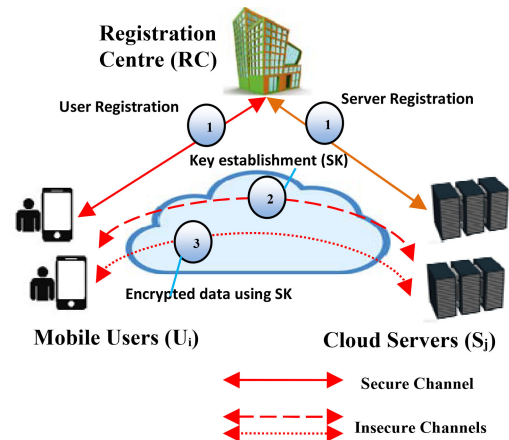 Registration
Centre (RC)
User Registration
Server Registration
1
1
Key establishment (SK)
2
3
Encrypted data using SK
Mobile Users (Uᵢ)
Cloud Servers (Sⱼ)
Secure Channel
Insecure Channels